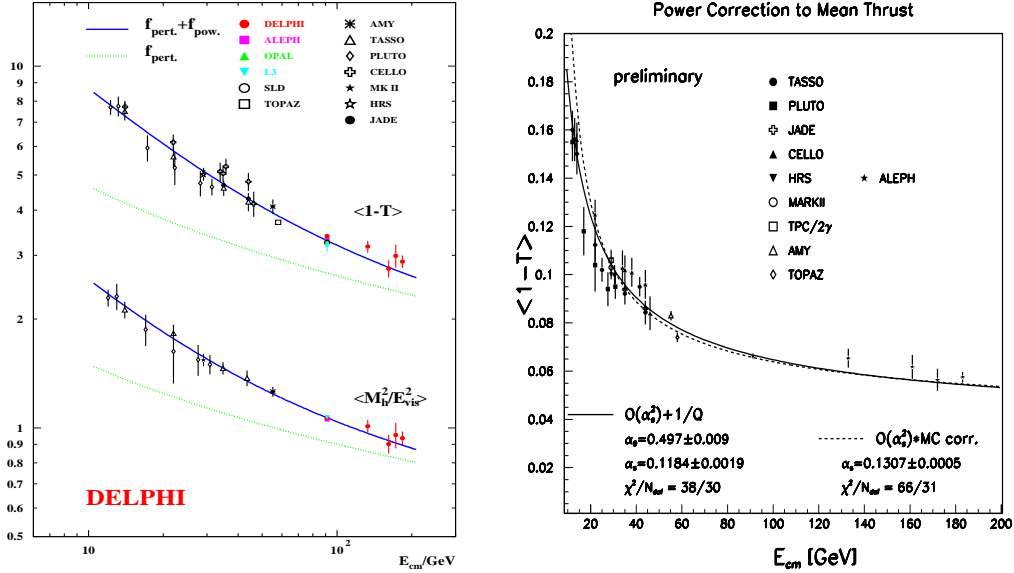 f_pert. + f_pow.
f_pert.
DELPHI
ALEPH
OPAL
L3
SLD
TOPAZ
AMY
TASSO
PLUTO
CELLO
MK II
HRS
JADE
10
9
8
7
6
5
4
3
2
1
0.9
0.8
0.7
0.6
0.5
<1-T>
<M_h^2/E_vis^2>
DELPHI
10
10^2
E_cm/GeV
Power Correction to Mean Thrust
preliminary
<1-T>
0.2
0.18
0.16
0.14
0.12
0.1
0.08
0.06
0.04
0.02
TASSO
PLUTO
JADE
CELLO
HRS
ALEPH
MARKII
TPC/2γ
AMY
TOPAZ
O(α_s^2)+1/Q
α_0=0.497±0.009
α_s=0.1184±0.0019
χ^2/N_dof = 38/30
O(α_s^2)*MC corr.
α_s=0.1307±0.0005
χ^2/N_dof = 66/31
20 40 60 80 100 120 140 160 180 200
E_cm [GeV]